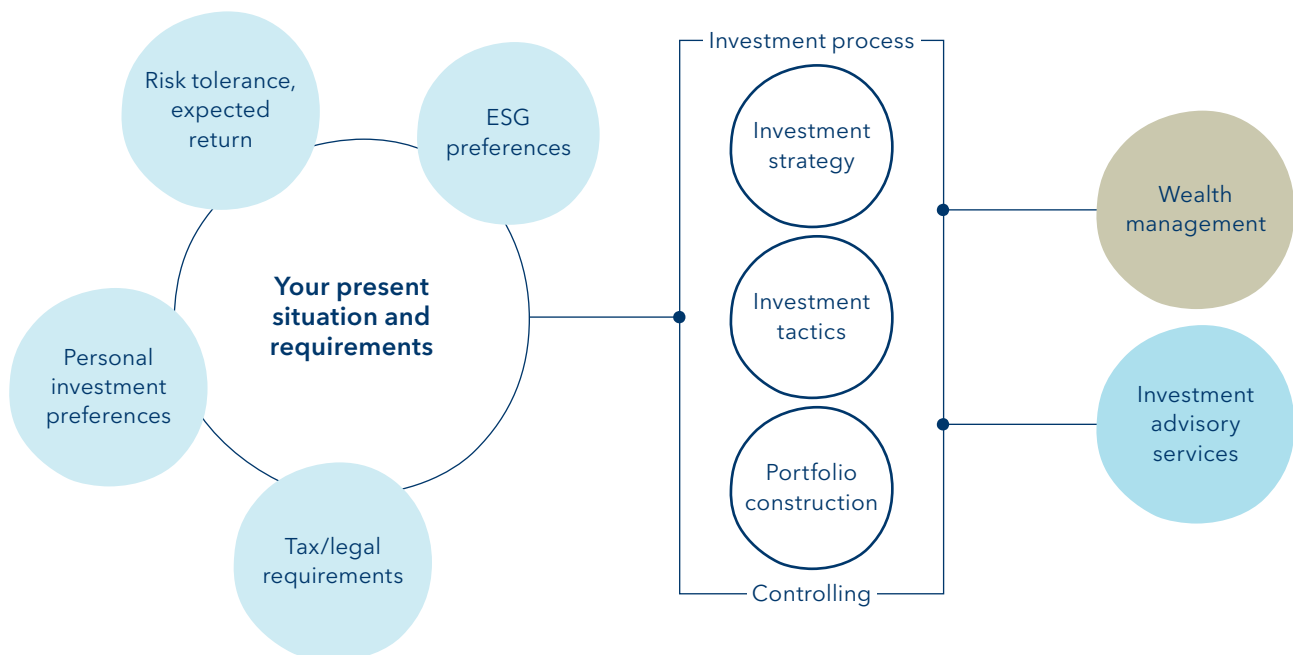 Risk tolerance,
expected
return
ESG
preferences
Your present
situation and
requirements
Personal
investment
preferences
Tax/legal
requirements
Investment process
Investment
strategy
Investment
tactics
Portfolio
construction
Controlling
Wealth
management
Investment
advisory
services